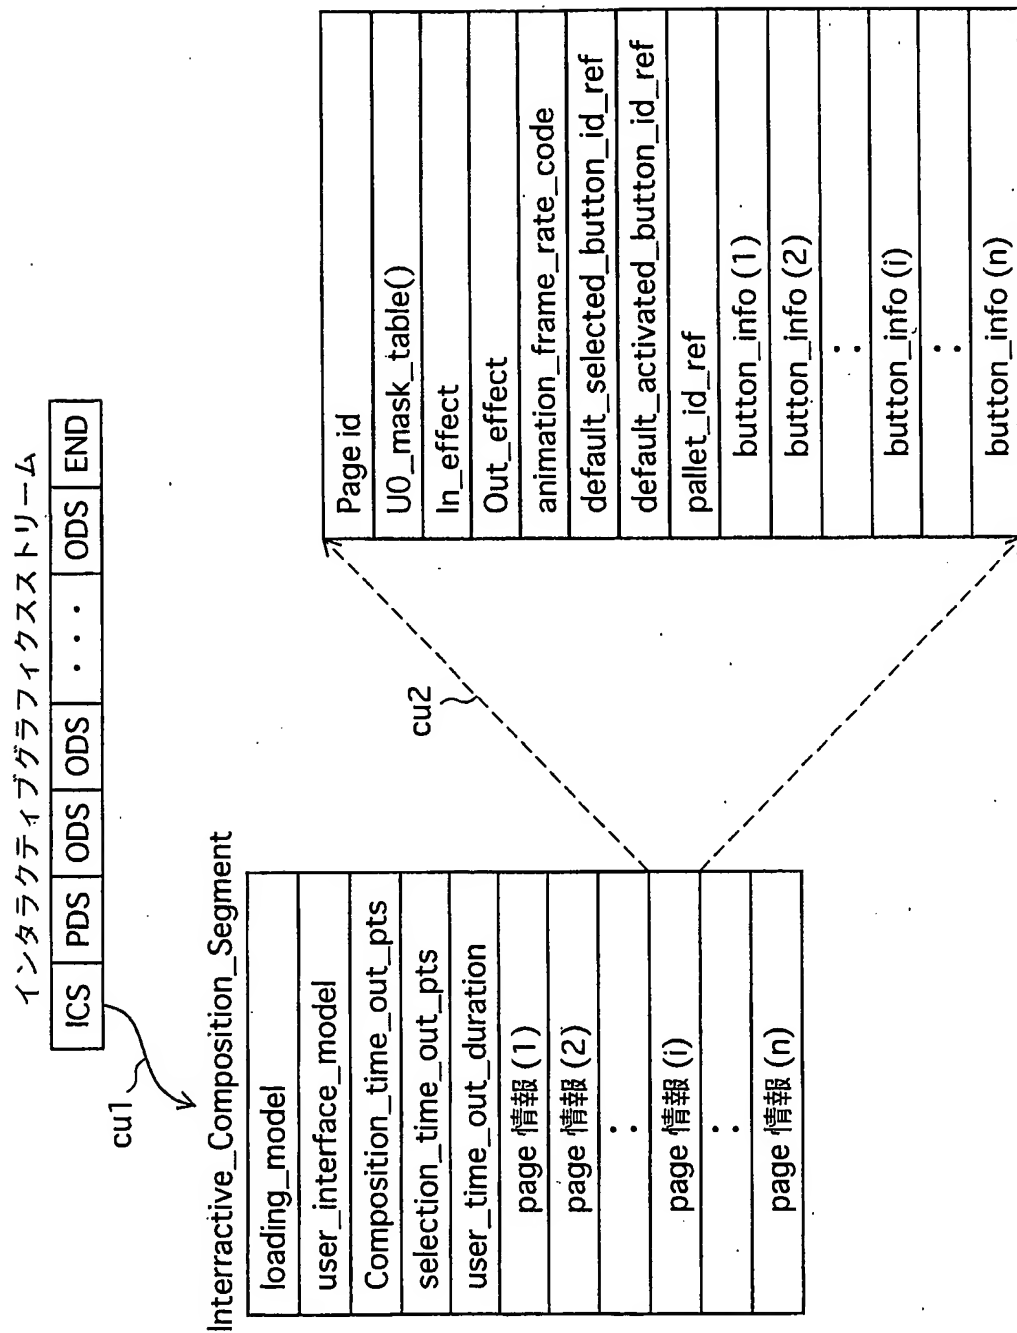 インタラクティブグラフィクスストリーム
ICS PDS ODS ODS ・・・ ODS END
cu1
Interractive_Composition_Segment
loading_model
user_interface_model
Composition_time_out_pts
selection_time_out_pts
user_time_out_duration
page 情報 (1)
page 情報 (2)
・・
page 情報 (i)
・・
page 情報 (n)
cu2
Page id
UO_mask_table()
In_effect
Out_effect
animation_frame_rate_code
default_selected_button_id_ref
default_activated_button_id_ref
pallet_id_ref
button_info (1)
button_info (2)
・・
button_info (i)
・・
button_info (n)